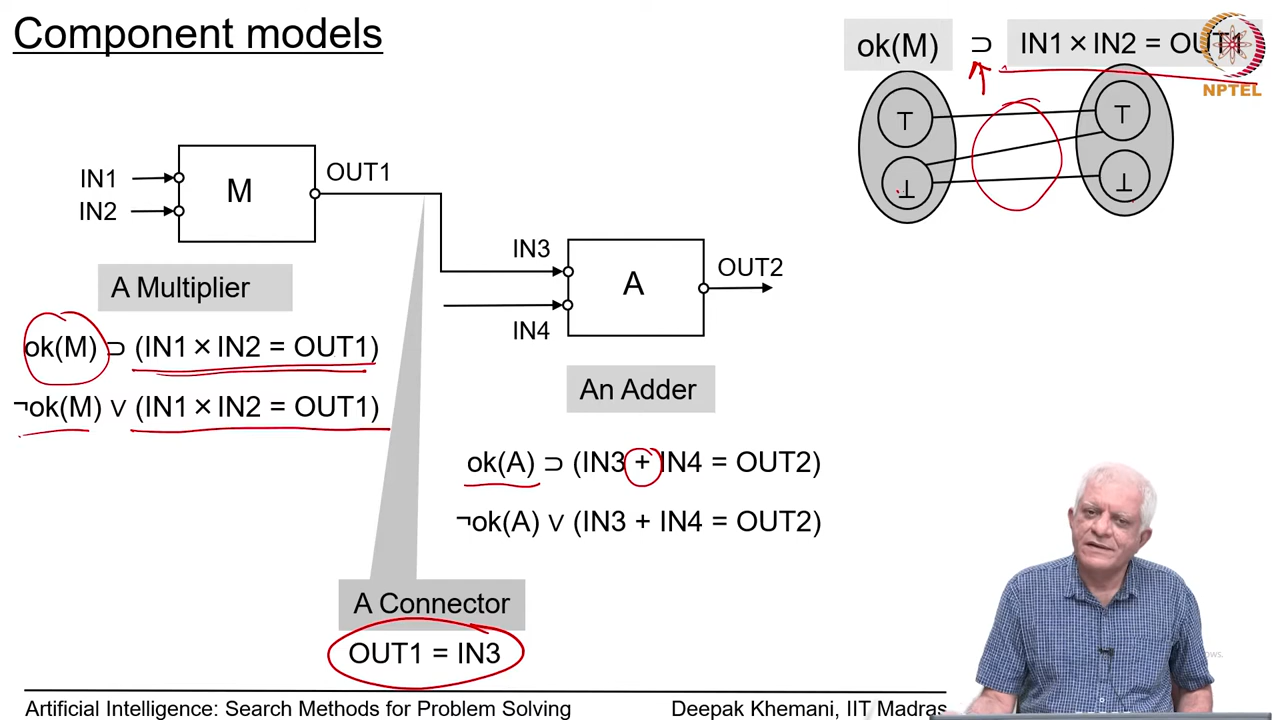 Component models
ok(M) ⊃ IN1 × IN2 = OUT1
NPTEL
⊤ ⊤
⊥ ⊥
IN1
IN2
M
OUT1
IN3
IN4
A
OUT2
A Multiplier
ok(M) ⊃ (IN1 × IN2 = OUT1)
¬ok(M) ∨ (IN1 × IN2 = OUT1)
An Adder
ok(A) ⊃ (IN3 + IN4 = OUT2)
¬ok(A) ∨ (IN3 + IN4 = OUT2)
A Connector
OUT1 = IN3
Artificial Intelligence: Search Methods for Problem Solving
Deepak Khemani, IIT Madras